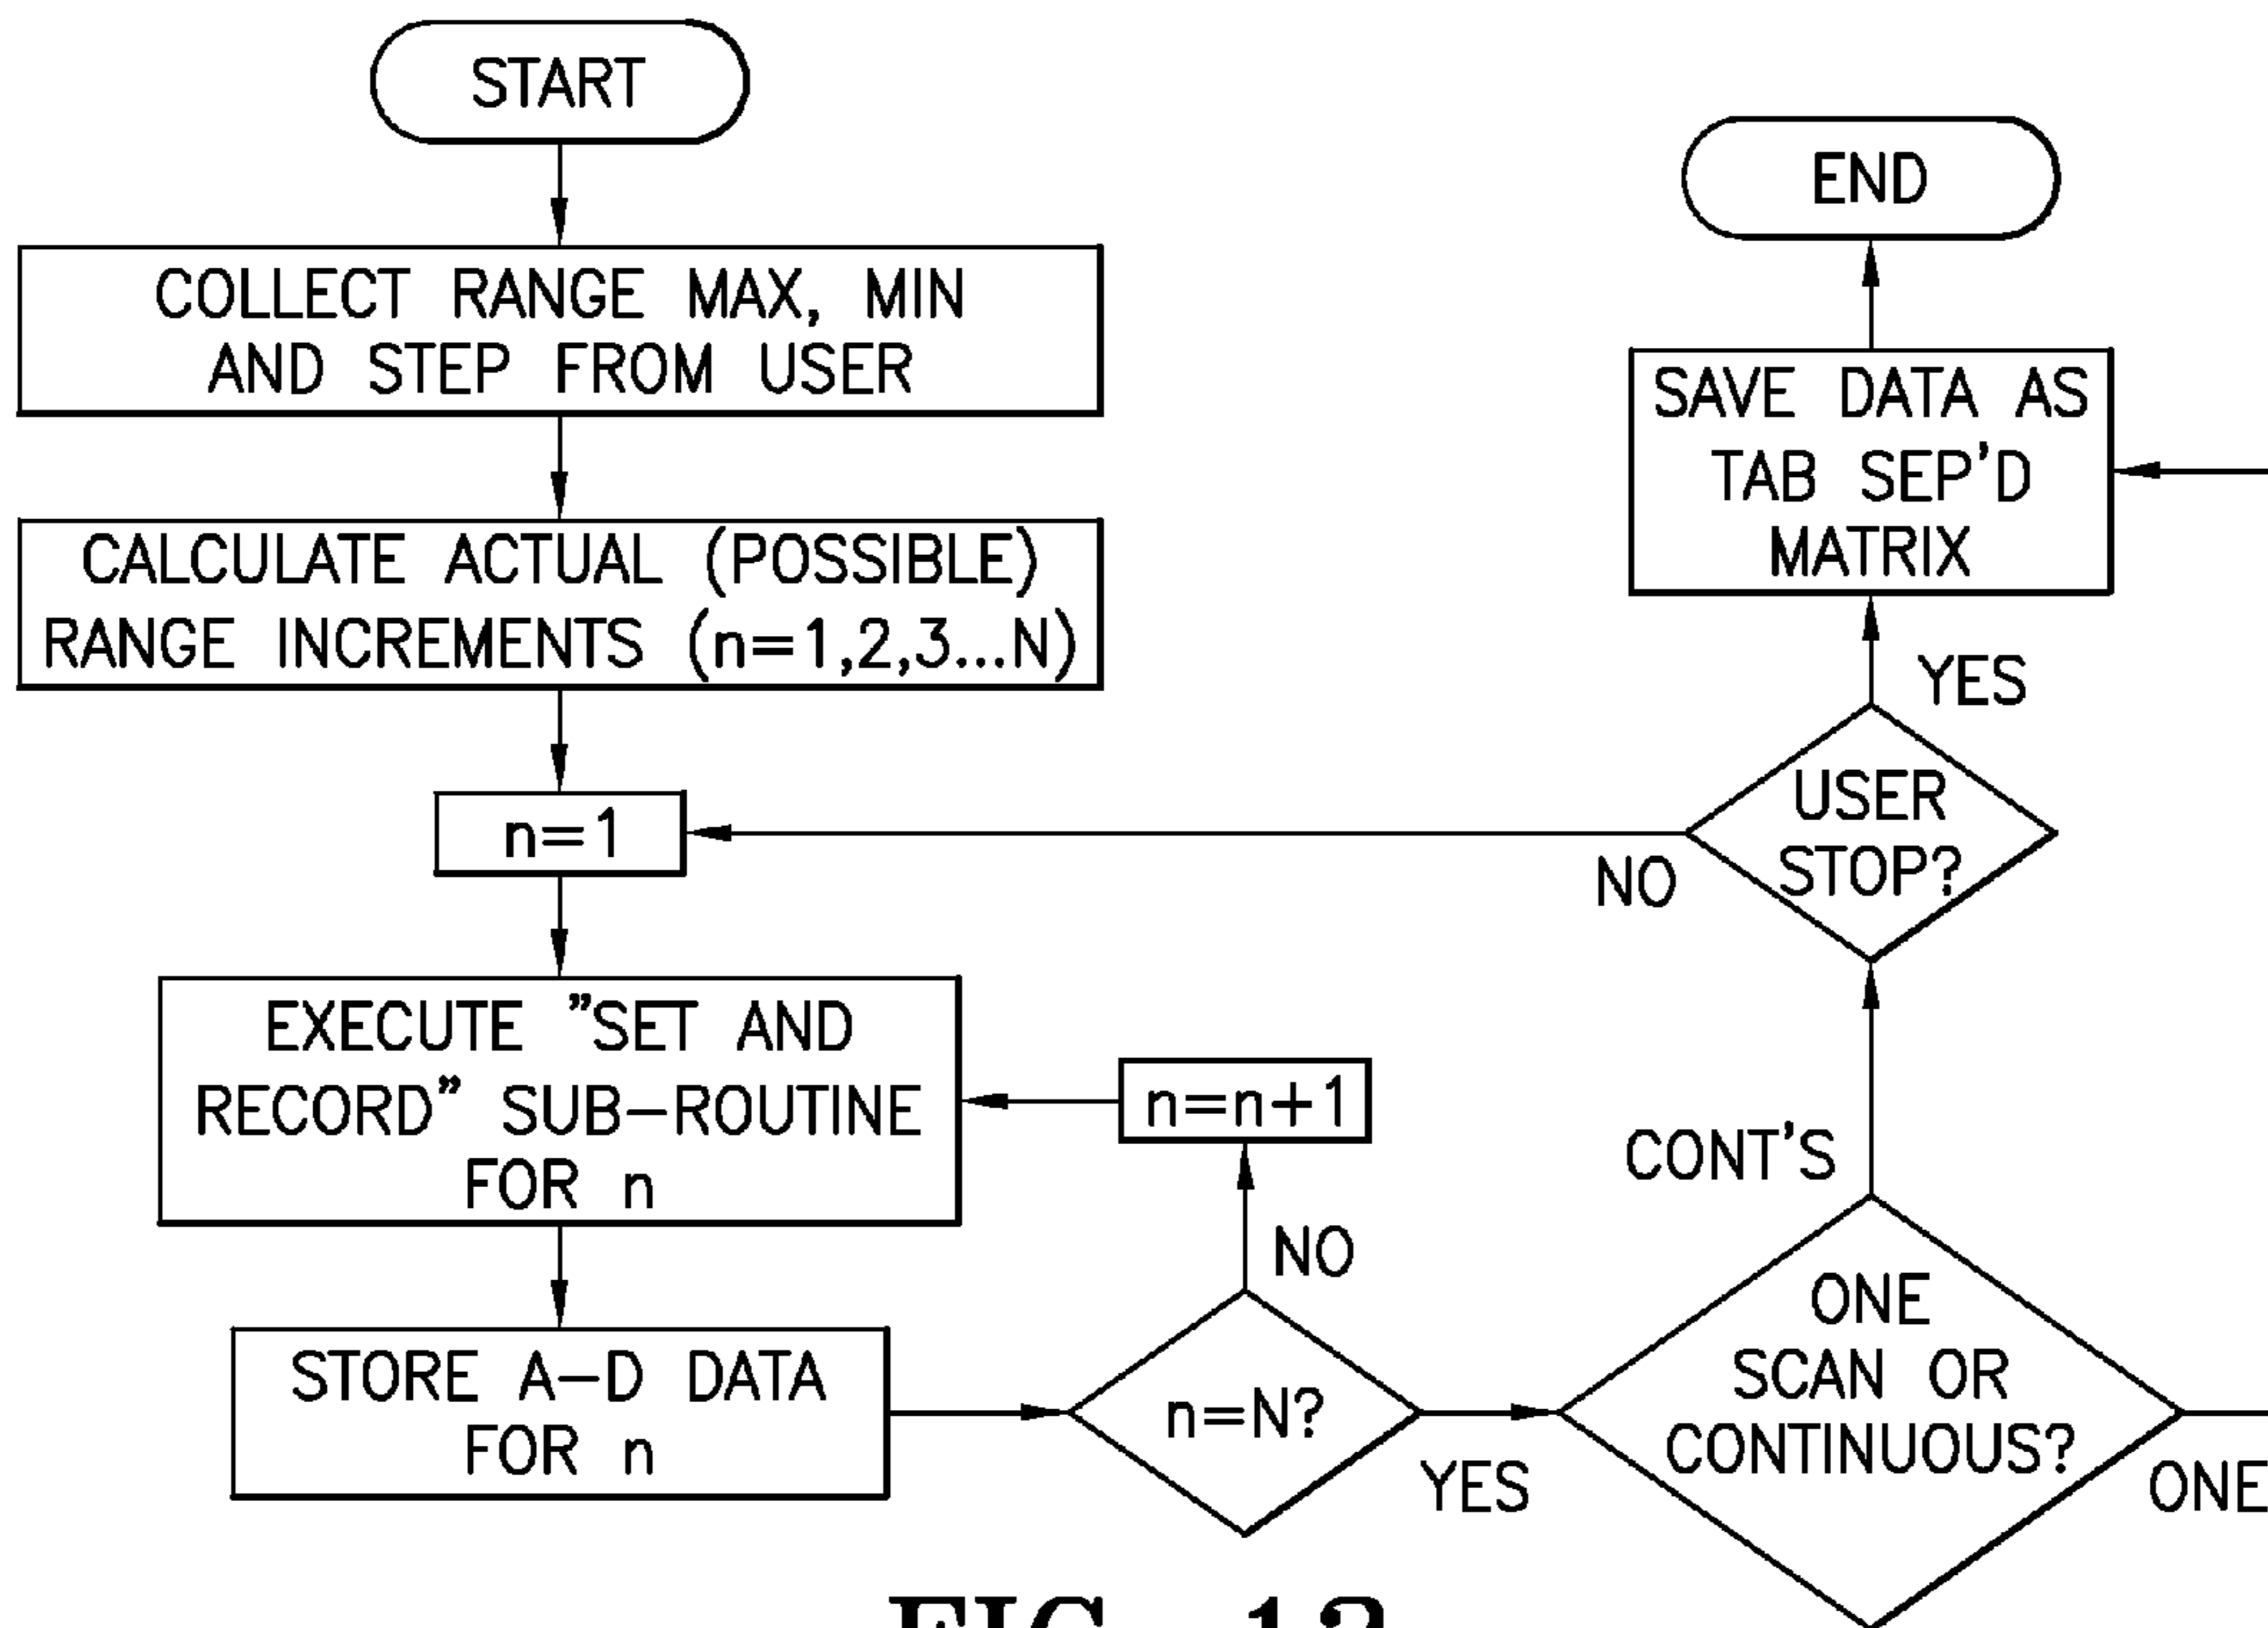 START
COLLECT RANGE MAX, MIN
AND STEP FROM USER
CALCULATE ACTUAL (POSSIBLE)
RANGE INCREMENTS (n=1,2,3...N)
n=1
EXECUTE "SET AND
RECORD" SUB-ROUTINE
FOR n
STORE A-D DATA
FOR n
n=n+1
NO
n=N?
YES
ONE
SCAN OR
CONTINUOUS?
ONE
CONT'S
USER
STOP?
NO
YES
SAVE DATA AS
TAB SEP'D
MATRIX
END